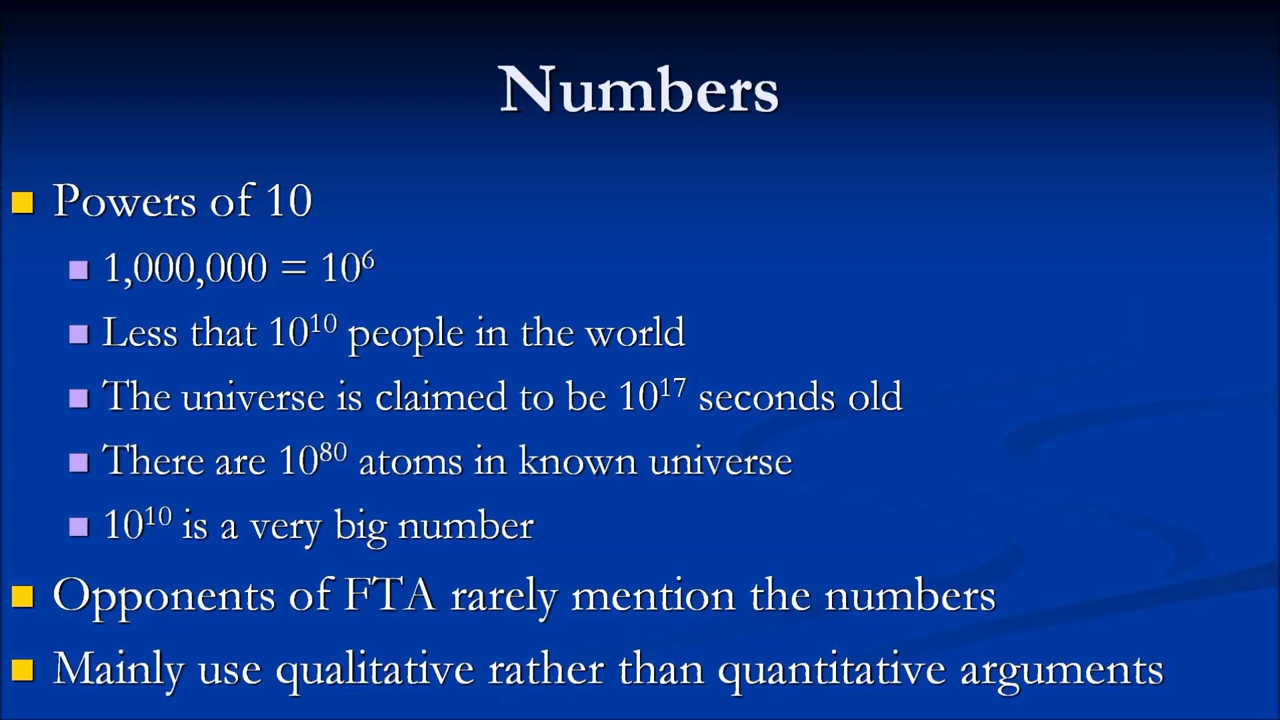 Numbers
Powers of 10
1,000,000 = 10⁶
Less that 10¹⁰ people in the world
The universe is claimed to be 10¹⁷ seconds old
There are 10⁸⁰ atoms in known universe
10¹⁰ is a very big number
Opponents of FTA rarely mention the numbers
Mainly use qualitative rather than quantitative arguments